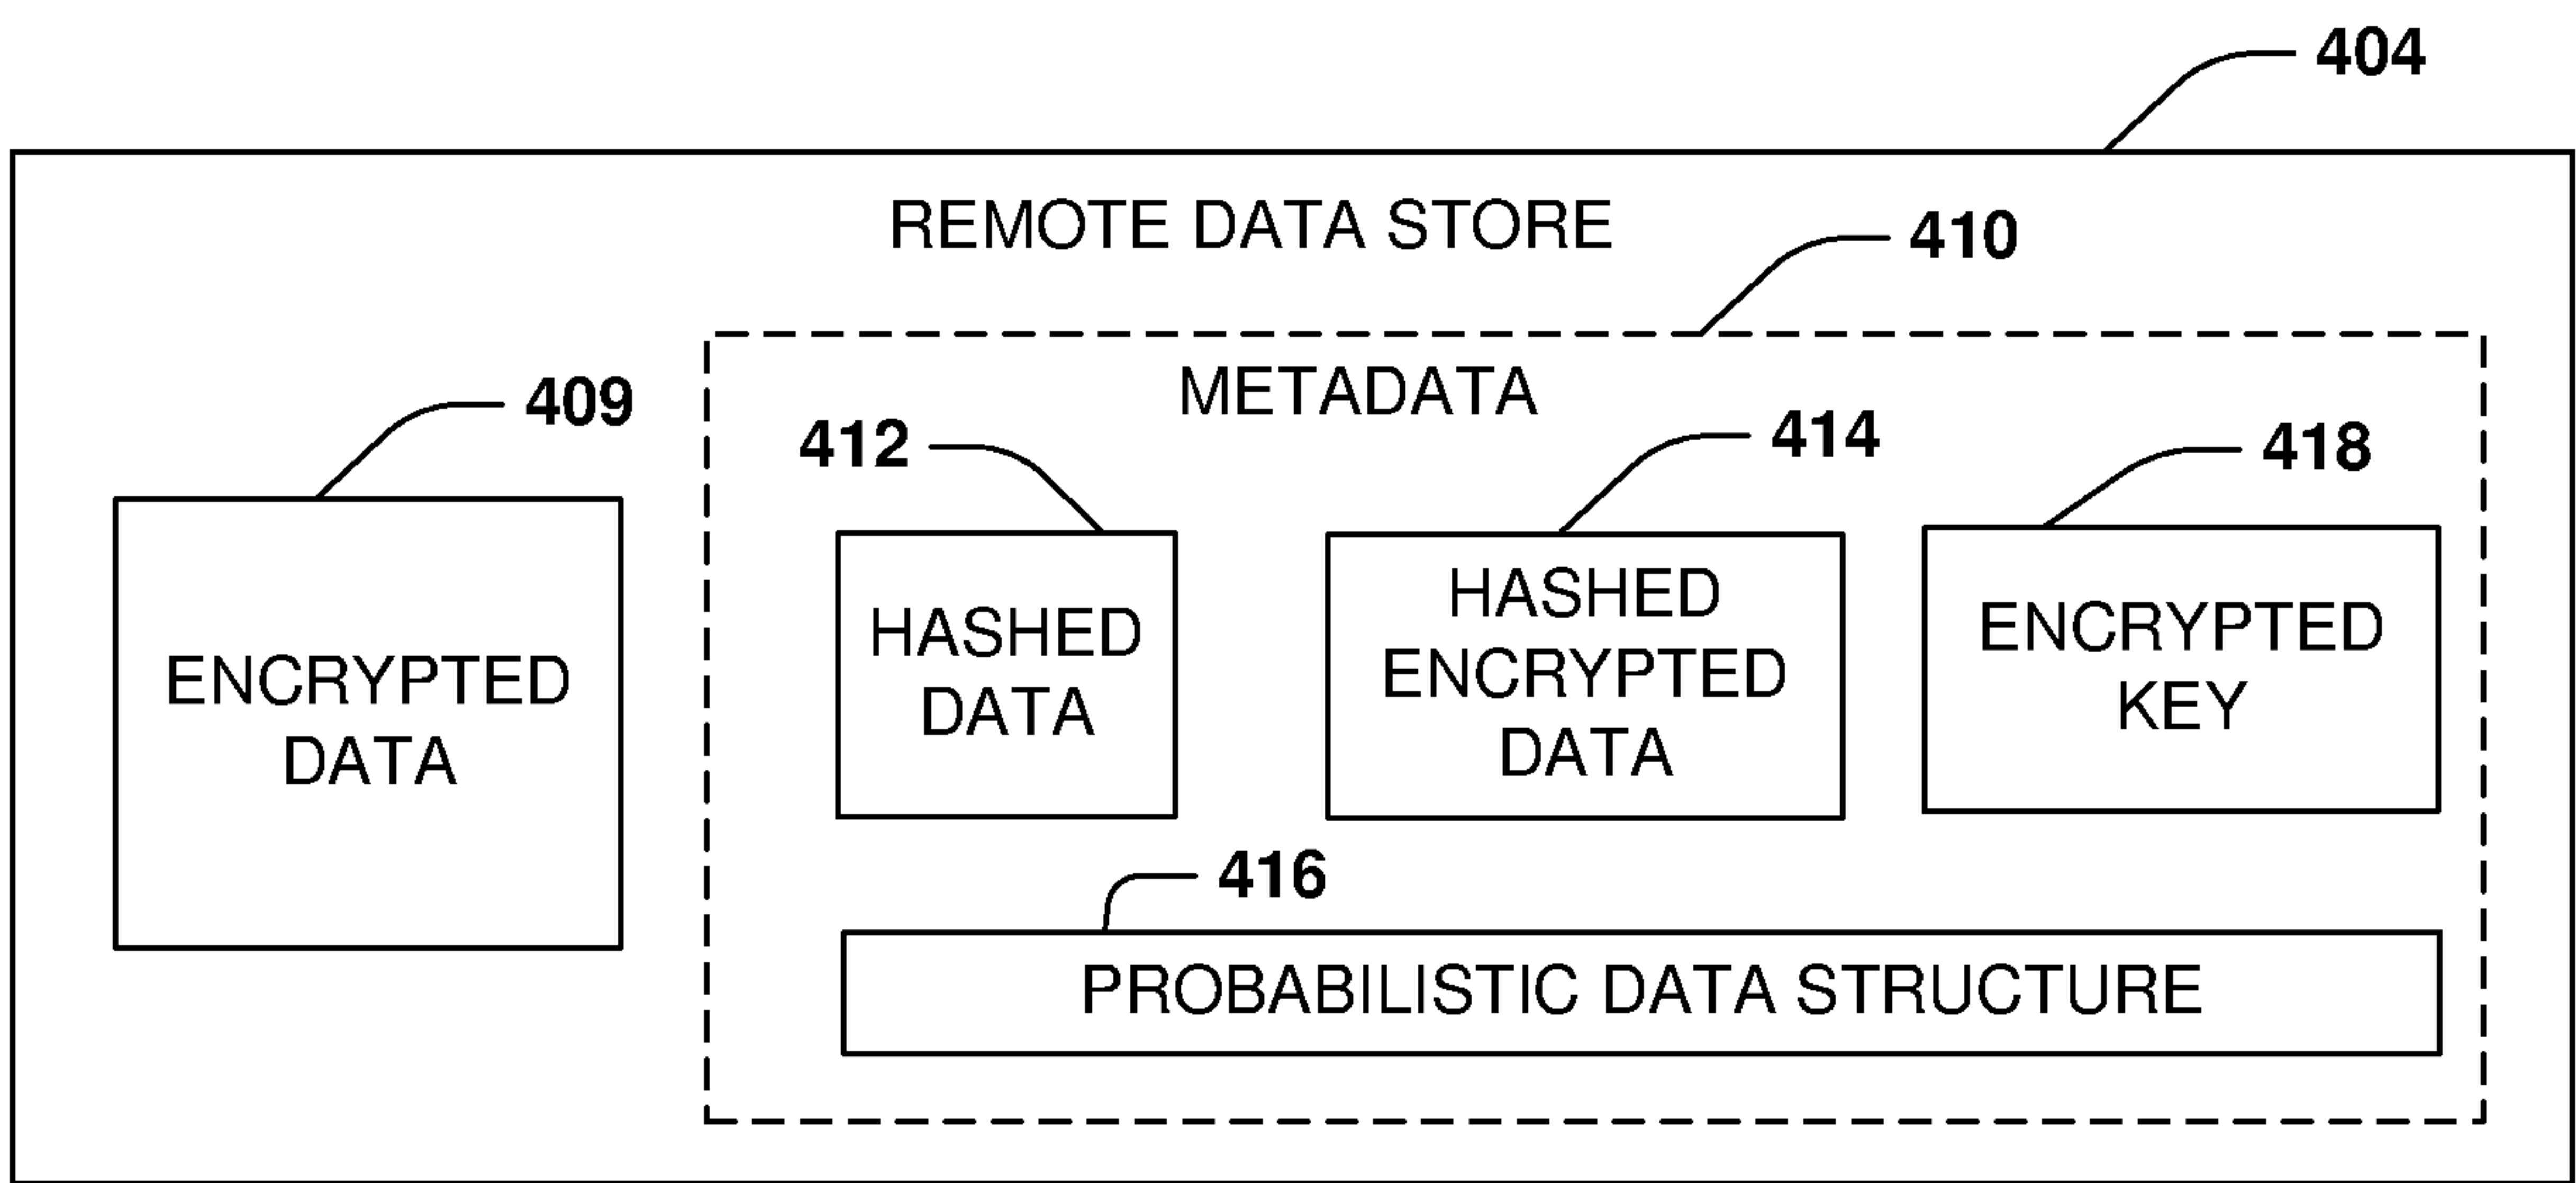 404
REMOTE DATA STORE
410
METADATA
409
412
414
418
ENCRYPTED
DATA
HASHED
DATA
HASHED
ENCRYPTED
DATA
ENCRYPTED
KEY
416
PROBABILISTIC DATA STRUCTURE